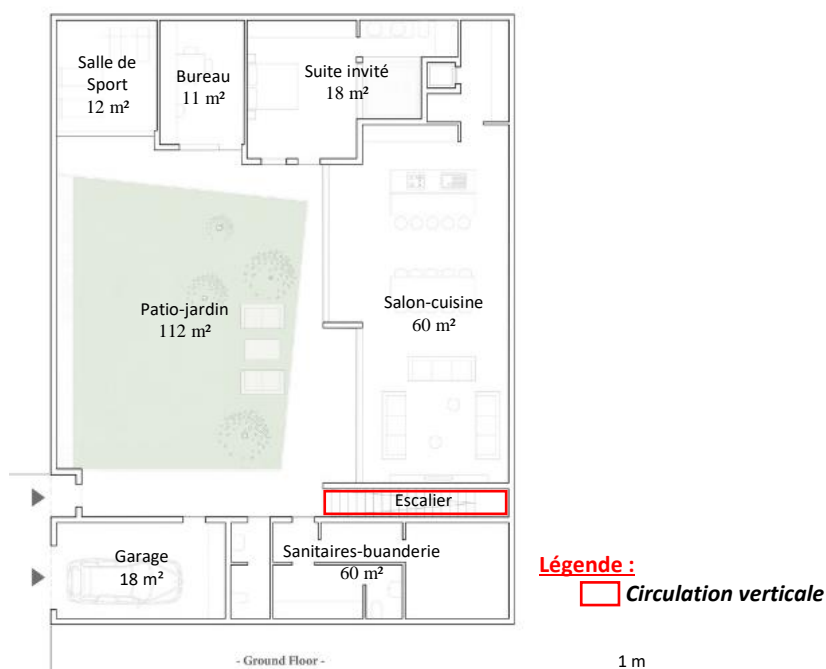 Salle de
Sport
12 m²
Bureau
11 m²
Suite invité
18 m²
Patio-jardin
112 m²
Salon-cuisine
60 m²
Escalier
Garage
18 m²
Sanitaires-buanderie
60 m²
Légende :
Circulation verticale
- Ground Floor -
1 m